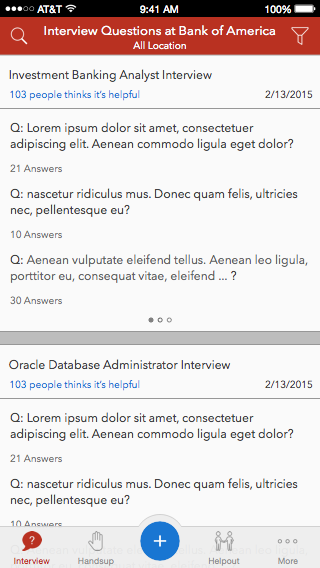 AT&T 9:41 AM 100%
Interview Questions at Bank of America
All Location
Investment Banking Analyst Interview
103 people thinks it's helpful 2/13/2015
Q: Lorem ipsum dolor sit amet, consectetuer
adipiscing elit. Aenean commodo ligula eget dolor?
21 Answers
Q: nascetur ridiculus mus. Donec quam felis, ultricies
nec, pellentesque eu?
10 Answers
Q: Aenean vulputate eleifend tellus. Aenean leo ligula,
porttitor eu, consequat vitae, eleifend ... ?
30 Answers
Oracle Database Administrator Interview
103 people thinks it's helpful 2/13/2015
Q: Lorem ipsum dolor sit amet, consectetuer
adipiscing elit. Aenean commodo ligula eget dolor?
21 Answers
Q: nascetur ridiculus mus. Donec quam felis, ultricies
nec, pellentesque eu?
10 Answers
Interview Handsup Helpout More